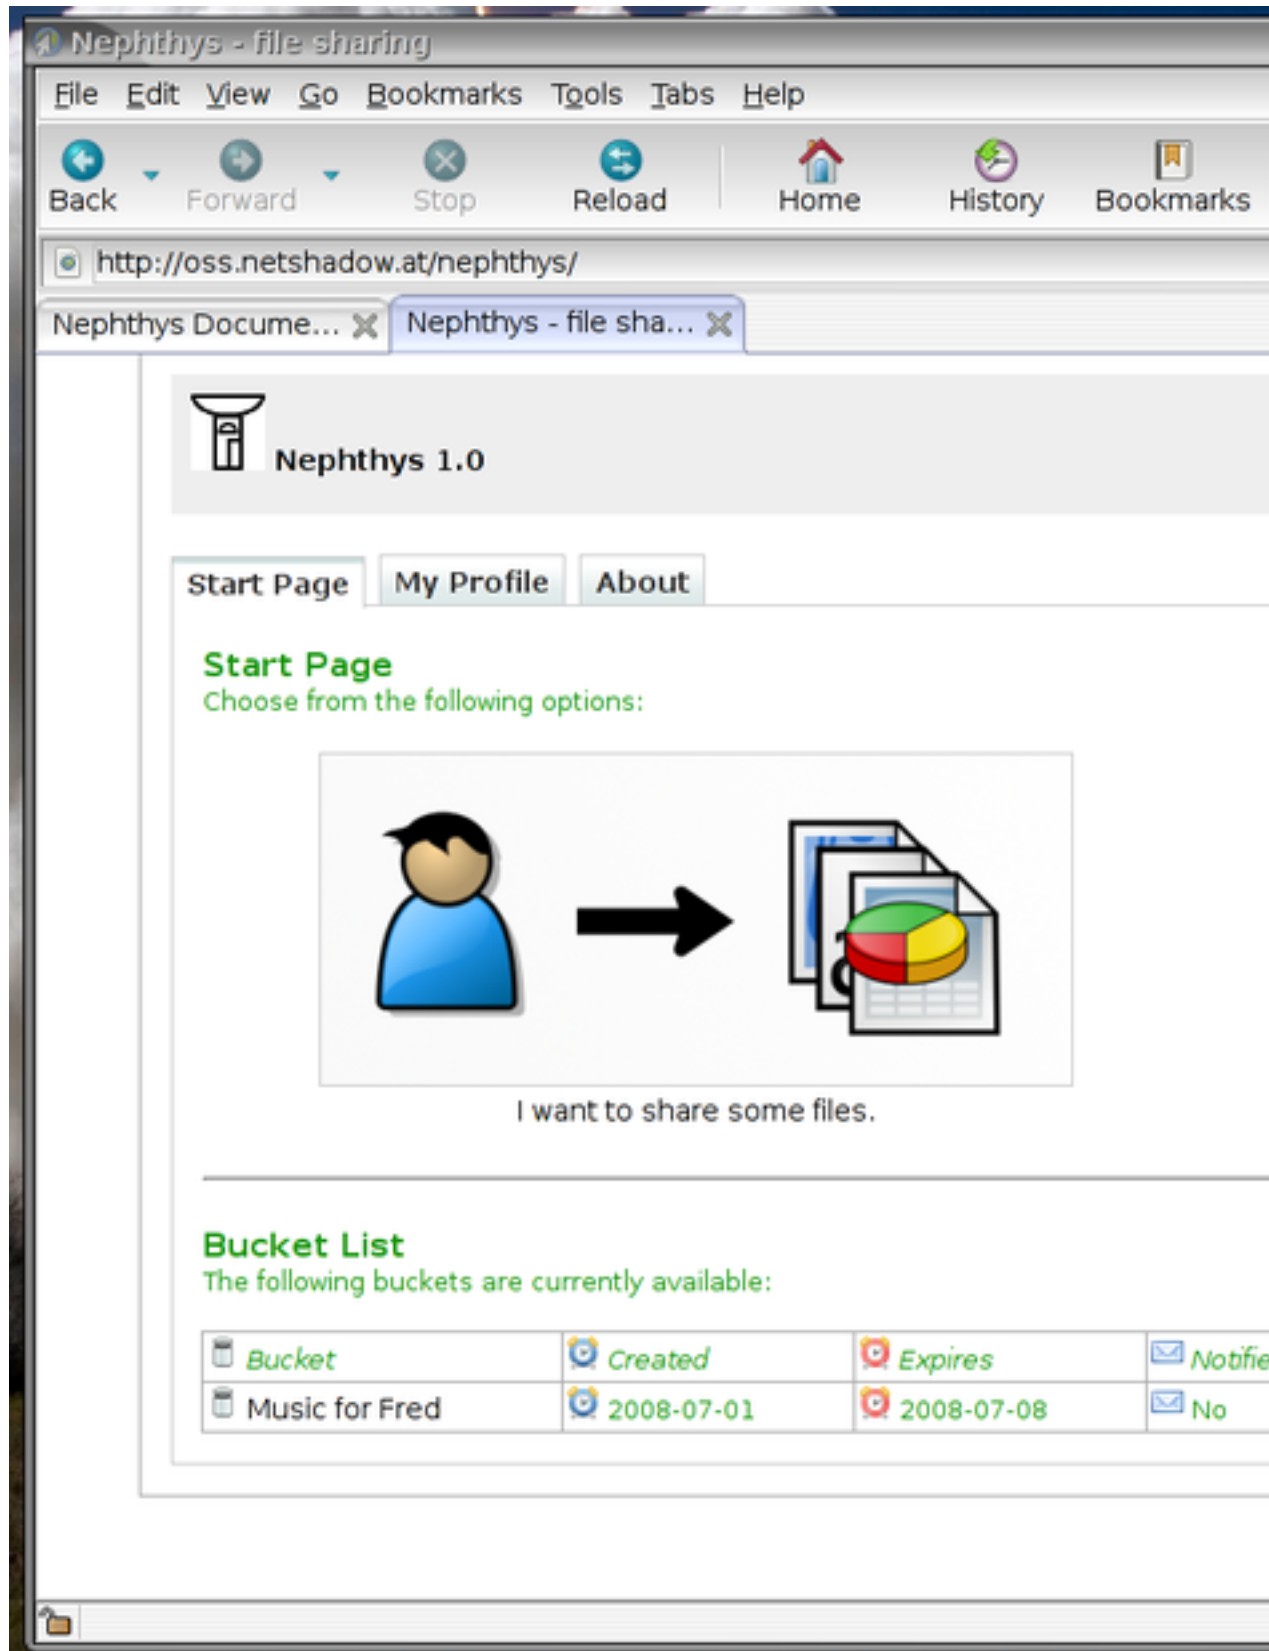 Nephthys - file sharing
File Edit View Go Bookmarks Tools Tabs Help
Back Forward Stop Reload Home History Bookmarks
http://oss.netshadow.at/nephthys/
Nephthys Docume... Nephthys - file sha...
Nephthys 1.0
Start Page My Profile About
Start Page
Choose from the following options:
I want to share some files.
Bucket List
The following buckets are currently available:
Bucket Created Expires Notifie
Music for Fred 2008-07-01 2008-07-08 No